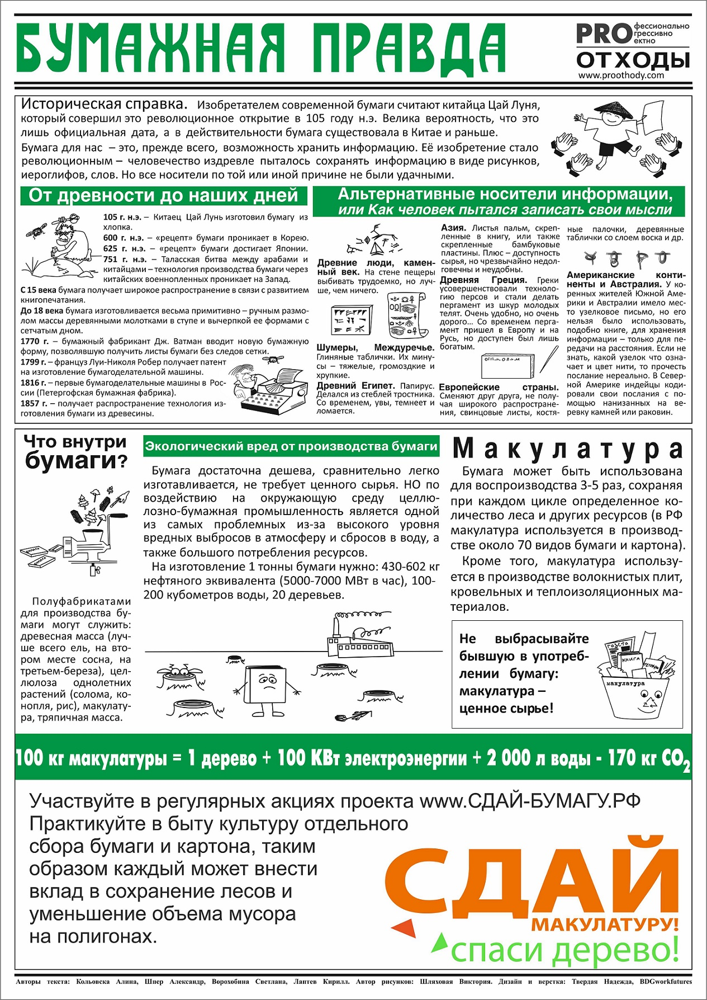 БУМАЖНАЯ ПРАВДА
PRO
фессионально
грессивно
ектно
ОТХОДЫ
www.proothody.com
Историческая справка. Изобретателем современной бумаги считают китайца Цай Луня,
который совершил это революционное открытие в 105 году н.э. Велика вероятность, что это
лишь официальная дата, а в действительности бумага существовала в Китае и раньше.
Бумага для нас – это, прежде всего, возможность хранить информацию. Её изобретение стало
революционным – человечество издревле пыталось сохранять информацию в виде рисунков,
иероглифов, слов. Но все носители по той или иной причине не были удачными.
От древности до наших дней
105 г. н.э. – Китаец Цай Лунь изготовил бумагу из
хлопка.
600 г. н.э. – «рецепт» бумаги проникает в Корею.
625 г. н.э. – «рецепт» бумаги достигает Японии.
751 г. н.э. – Таласская битва между арабами и
китайцами – технология производства бумаги через
китайских военнопленных проникает на Запад.
С 15 века бумага получает широкое распространение в связи с развитием
книгопечатания.
До 18 века бумага изготовливается весьма примитивно – ручным размо-
лом массы деревянными молотками в ступе и вычерпкой ее формами с
сетчатым дном.
1770 г. – бумажный фабрикант Дж. Ватман вводит новую бумажную
форму, позволявшую получить листы бумаги без следов сетки.
1799 г. – француз Луи-Николя Робер получает патент
на изготовление бумагоделательной машины.
1816 г. – первые бумагоделательные машины в Рос-
сии (Петергофская бумажная фабрика).
1857 г. – получает распространение технология из-
готовления бумаги из древесины.
Альтернативные носители информации,
или Как человек пытался записать свои мысли
Древние люди, камен-
ный век. На стене пещеры
выбивать трудоемко, но луч-
ше, чем ничего.
Шумеры, Междуречье.
Глиняные таблички. Их мину-
сы – тяжелые, громоздкие и
хрупкие.
Древний Египет. Папирус.
Делался из стеблей тростника.
Со временем, увы, темнеет и
ломается.
Азия. Листья пальм, скреп-
ленные в книгу, или также
скрепленные бамбуковые
пластины. Плюс – доступность
сырья, но чрезвычайно недол-
говечны и неудобны.
Древняя Греция. Греки
усовершенствовали техноло-
гию персов и стали делать
пергамент из шкур молодых
телят. Очень удобно, но очень
дорого... Со временем перга-
мент пришел в Европу и на
Русь, но доступен был лишь
богатым.
Европейские страны.
Сменяют друг друга, не полу-
чая широкого распростране-
ния, свинцовые листы, костя-
ные палочки, деревянные
таблички со слоем воска и др.
Американские конти-
ненты и Австралия. У ко-
ренных жителей Южной Аме-
рики и Австралии имело мес-
то узелковое письмо, но его
нельзя было использовать,
подобно книге, для хранения
информации – только для пе-
редачи на расстояния. Если не
знать, какой узелок что озна-
чает и цвет нити, то прочесть
послание нереально. В Север-
ной Америке индейцы коди-
ровали свои послания с по-
мощью нанизанных на ве-
ревку камней или раковин.
Что внутри
бумаги?
БУМАГА
БУМАГА
БУМАГА
Полуфабрикатами
для производства бу-
маги могут служить:
древесная масса (луч-
ше всего ель, на вто-
ром месте сосна, на
третьем-береза), цел-
люлоза однолетних
растений (солома, ко-
нопля, рис), макулату-
ра, тряпичная масса.
Экологический вред от производства бумаги
Бумага достаточна дешева, сравнительно легко
изготавливается, не требует ценного сырья. НО по
воздействию на окружающую среду целлю-
лозно-бумажная промышленность является одной
из самых проблемных из-за высокого уровня
вредных выбросов в атмосферу и сбросов в воду, а
также большого потребления ресурсов.
На изготовление 1 тонны бумаги нужно: 430-602 кг
нефтяного эквивалента (5000-7000 МВт в час), 100-
200 кубометров воды, 20 деревьев.
Макулатура
Бумага может быть использована
для воспроизводства 3-5 раз, сохраняя
при каждом цикле определенное ко-
личество леса и других ресурсов (в РФ
макулатура используется в производ-
стве около 70 видов бумаги и картона).
Кроме того, макулатура использу-
ется в производстве волокнистых плит,
кровельных и теплоизоляционных ма-
териалов.
Не выбрасывайте
бывшую в употреб-
лении бумагу:
макулатура –
ценное сырье!
газета
КНИГА
ТЕТРАДЬ
макулатура
100 кг макулатуры = 1 дерево + 100 КВт электроэнергии + 2 000 л воды - 170 кг CO2
Участвуйте в регулярных акциях проекта www.СДАЙ-БУМАГУ.РФ
Практикуйте в быту культуру отдельного
сбора бумаги и картона, таким
образом каждый может внести
вклад в сохранение лесов и
уменьшение объема мусора
на полигонах.
СДАЙ
МАКУЛАТУРУ!
спаси дерево!
Авторы текста: Кольовска Алина, Шпер Александр, Ворохобина Светлана, Лаптев Кирилл. Автор рисунков: Шляховая Виктория. Дизайн и верстка: Твердая Надежда, BDGworkfutures